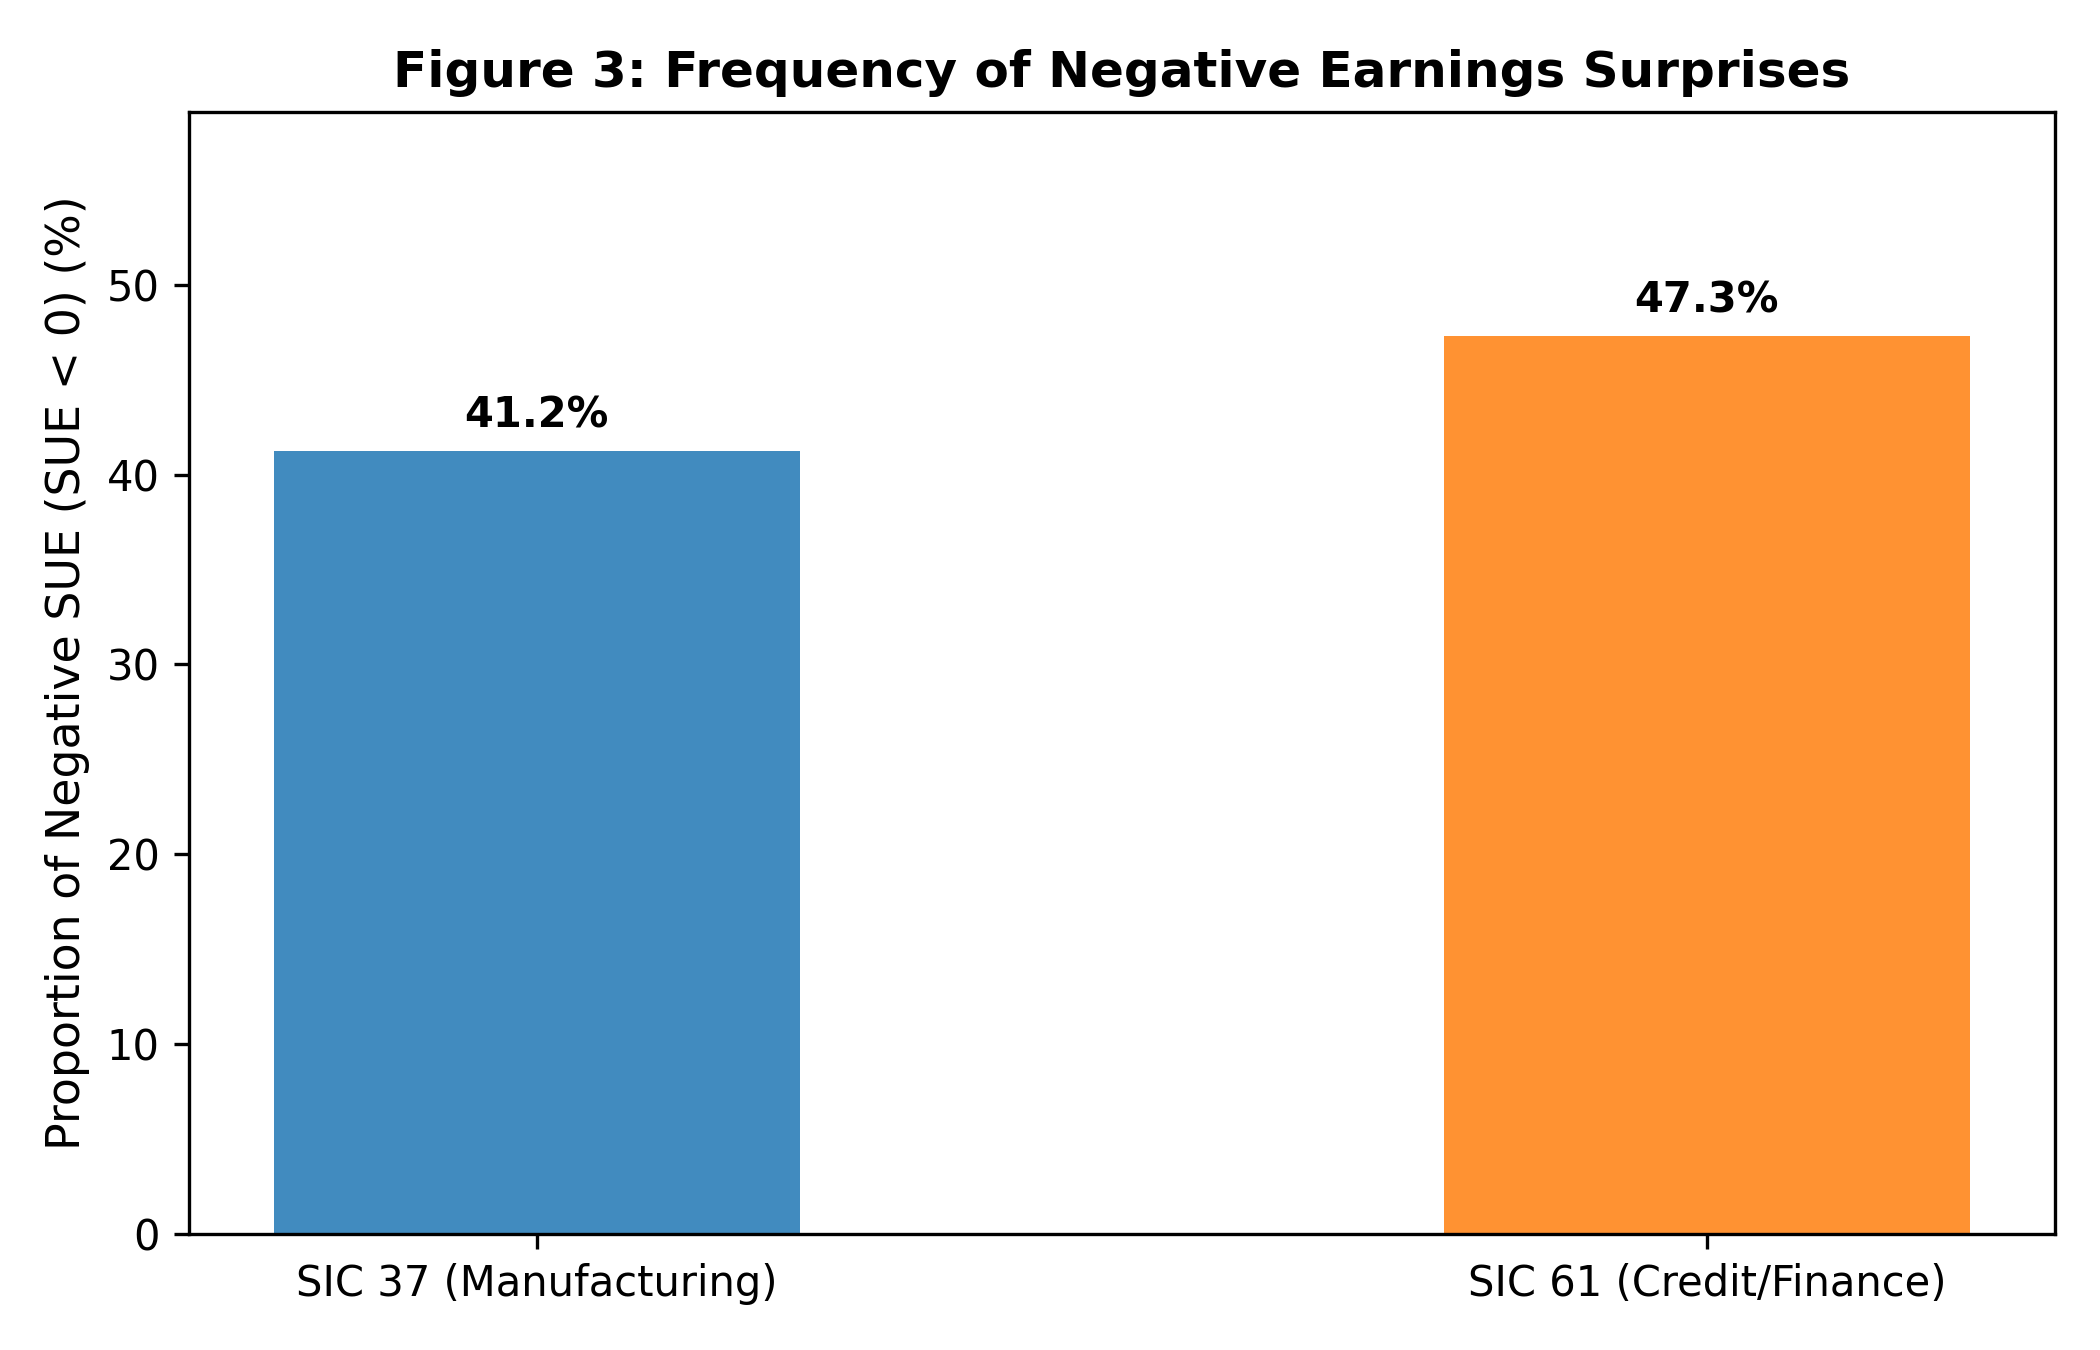 Figure 3: Frequency of Negative Earnings Surprises
Proportion of Negative SUE (SUE < 0) (%)
50
40
30
20
10
0
41.2%
47.3%
SIC 37 (Manufacturing)
SIC 61 (Credit/Finance)